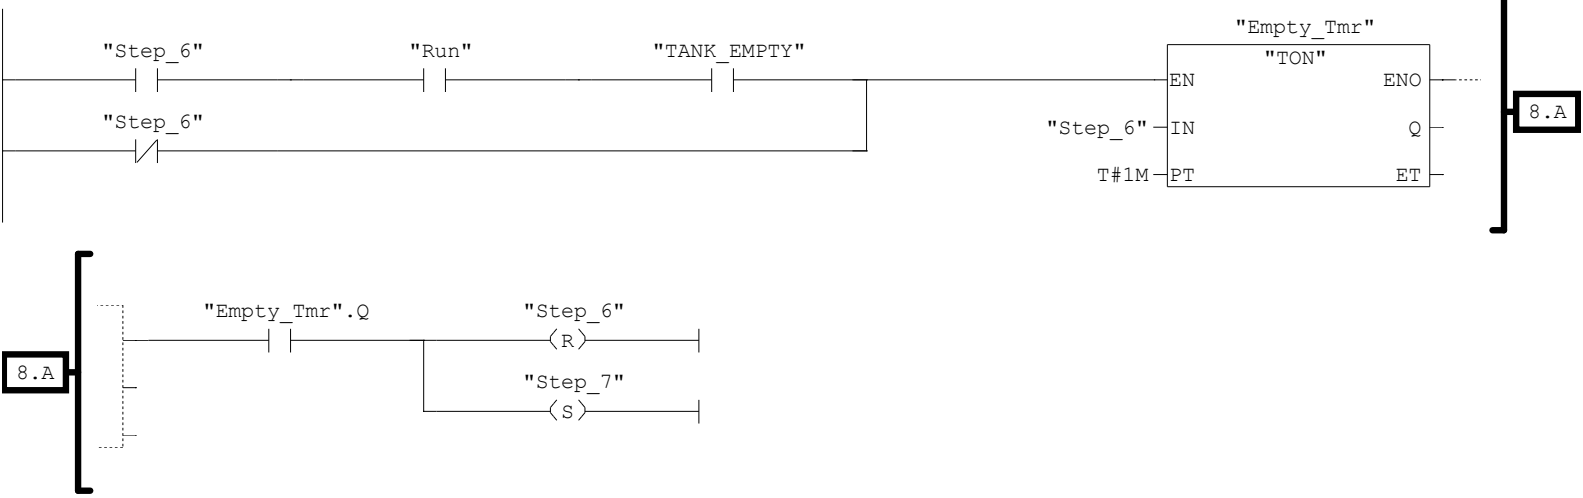 "Empty_Tmr"
"Step_6" "Run" "TANK_EMPTY" "TON"
EN ENO
8.A
"Step_6"
"Step_6" IN Q
T#1M PT ET
"Empty_Tmr".Q "Step_6"
R
8.A
"Step_7"
S